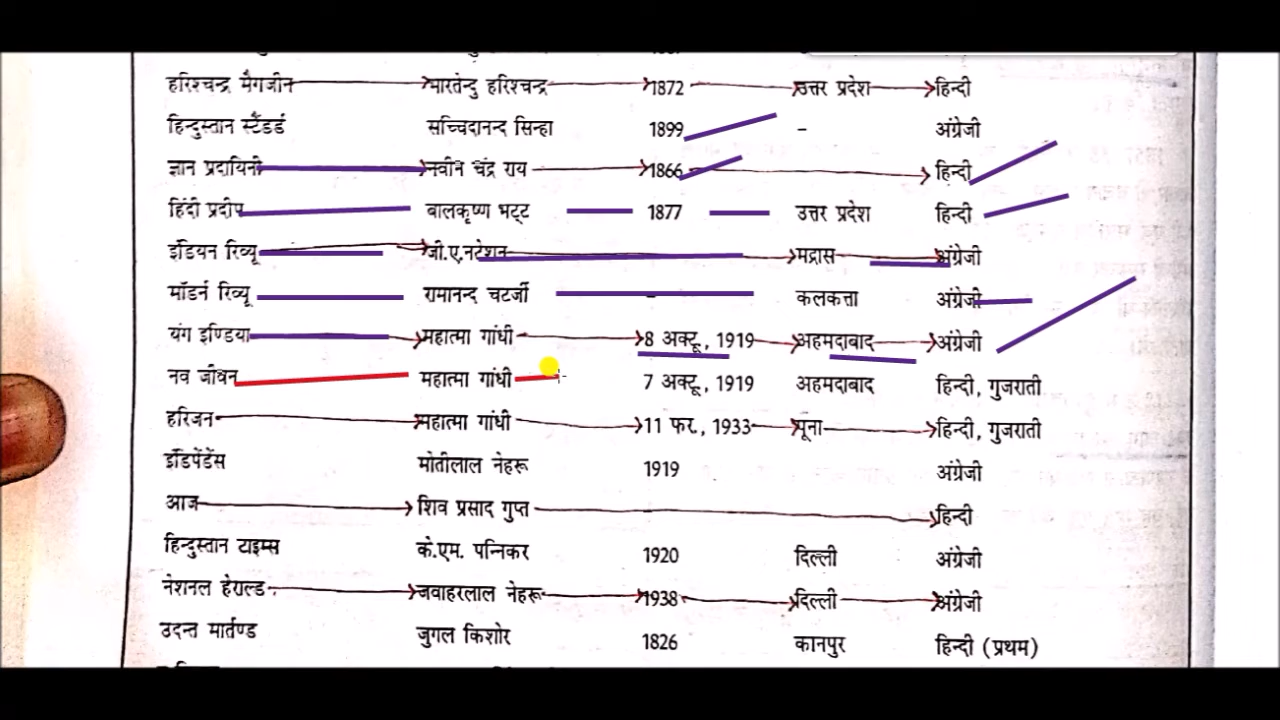 हरिश्चन्द्र मैगजीन भारतेन्दु हरिश्चन्द्र 1872 उत्तर प्रदेश हिन्दी
हिन्दुस्तान स्टैंडर्ड सच्चिदानन्द सिन्हा 1899 - अंग्रेजी
ज्ञान प्रदायिनी नवीन चंद्र राय 1866 हिन्दी
हिंदी प्रदीप बालकृष्ण भट्ट 1877 उत्तर प्रदेश हिन्दी
इंडियन रिव्यू जी.ए.नटेशन मद्रास अंग्रेजी
मॉडर्न रिव्यू रामानन्द चटर्जी - कलकत्ता अंग्रेजी
यंग इण्डिया महात्मा गांधी 8 अक्टू., 1919 अहमदाबाद अंग्रेजी
नव जीवन महात्मा गांधी 7 अक्टू., 1919 अहमदाबाद हिन्दी, गुजराती
हरिजन महात्मा गांधी 11 फर., 1933 पूना हिन्दी, गुजराती
इंडिपेंडेंस मोतीलाल नेहरू 1919 अंग्रेजी
आज शिव प्रसाद गुप्त हिन्दी
हिन्दुस्तान टाइम्स के.एम. पन्निकर 1920 दिल्ली अंग्रेजी
नेशनल हेराल्ड जवाहरलाल नेहरू 1938 दिल्ली अंग्रेजी
उदन्त मार्तण्ड जुगल किशोर 1826 कानपुर हिन्दी (प्रथम)